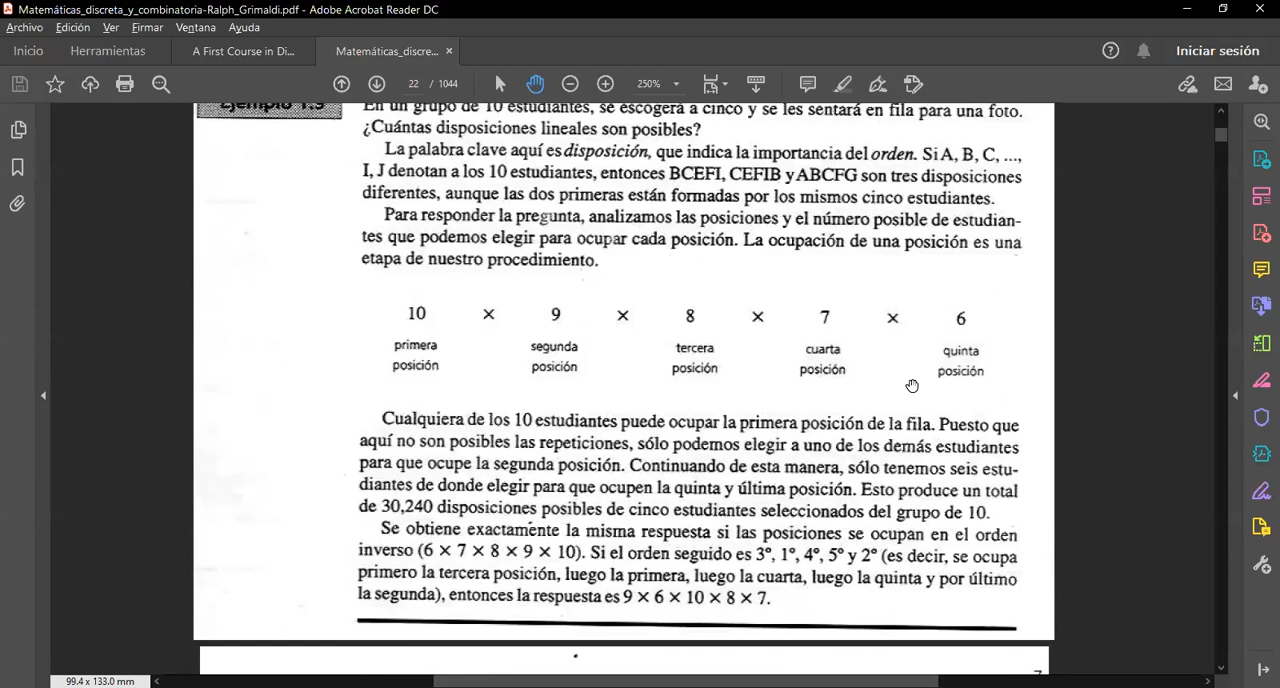 Matemáticas_discreta_y_combinatoria-Ralph_Grimaldi.pdf - Adobe Acrobat Reader DC
Archivo Edición Ver Firmar Ventana Ayuda
Inicio Herramientas A First Course in Di... Matemáticas_discre... × Iniciar sesión
22 / 1044 250%
Ejemplo 1.9
En un grupo de 10 estudiantes, se escogerá a cinco y se les sentará en fila para una foto.
¿Cuántas disposiciones lineales son posibles?
La palabra clave aquí es disposición, que indica la importancia del orden. Si A, B, C, ...,
I, J denotan a los 10 estudiantes, entonces BCEFI, CEFIB y ABCFG son tres disposiciones
diferentes, aunque las dos primeras están formadas por los mismos cinco estudiantes.
Para responder la pregunta, analizamos las posiciones y el número posible de estudian-
tes que podemos elegir para ocupar cada posición. La ocupación de una posición es una
etapa de nuestro procedimiento.
10 × 9 × 8 × 7 × 6
primera segunda tercera cuarta quinta
posición posición posición posición posición
Cualquiera de los 10 estudiantes puede ocupar la primera posición de la fila. Puesto que
aquí no son posibles las repeticiones, sólo podemos elegir a uno de los demás estudiantes
para que ocupe la segunda posición. Continuando de esta manera, sólo tenemos seis estu-
diantes de donde elegir para que ocupen la quinta y última posición. Esto produce un total
de 30,240 disposiciones posibles de cinco estudiantes seleccionados del grupo de 10.
Se obtiene exactamente la misma respuesta si las posiciones se ocupan en el orden
inverso (6 × 7 × 8 × 9 × 10). Si el orden seguido es 3º, 1º, 4º, 5º y 2º (es decir, se ocupa
primero la tercera posición, luego la primera, luego la cuarta, luego la quinta y por último
la segunda), entonces la respuesta es 9 × 6 × 10 × 8 × 7.
99.4 x 133.0 mm